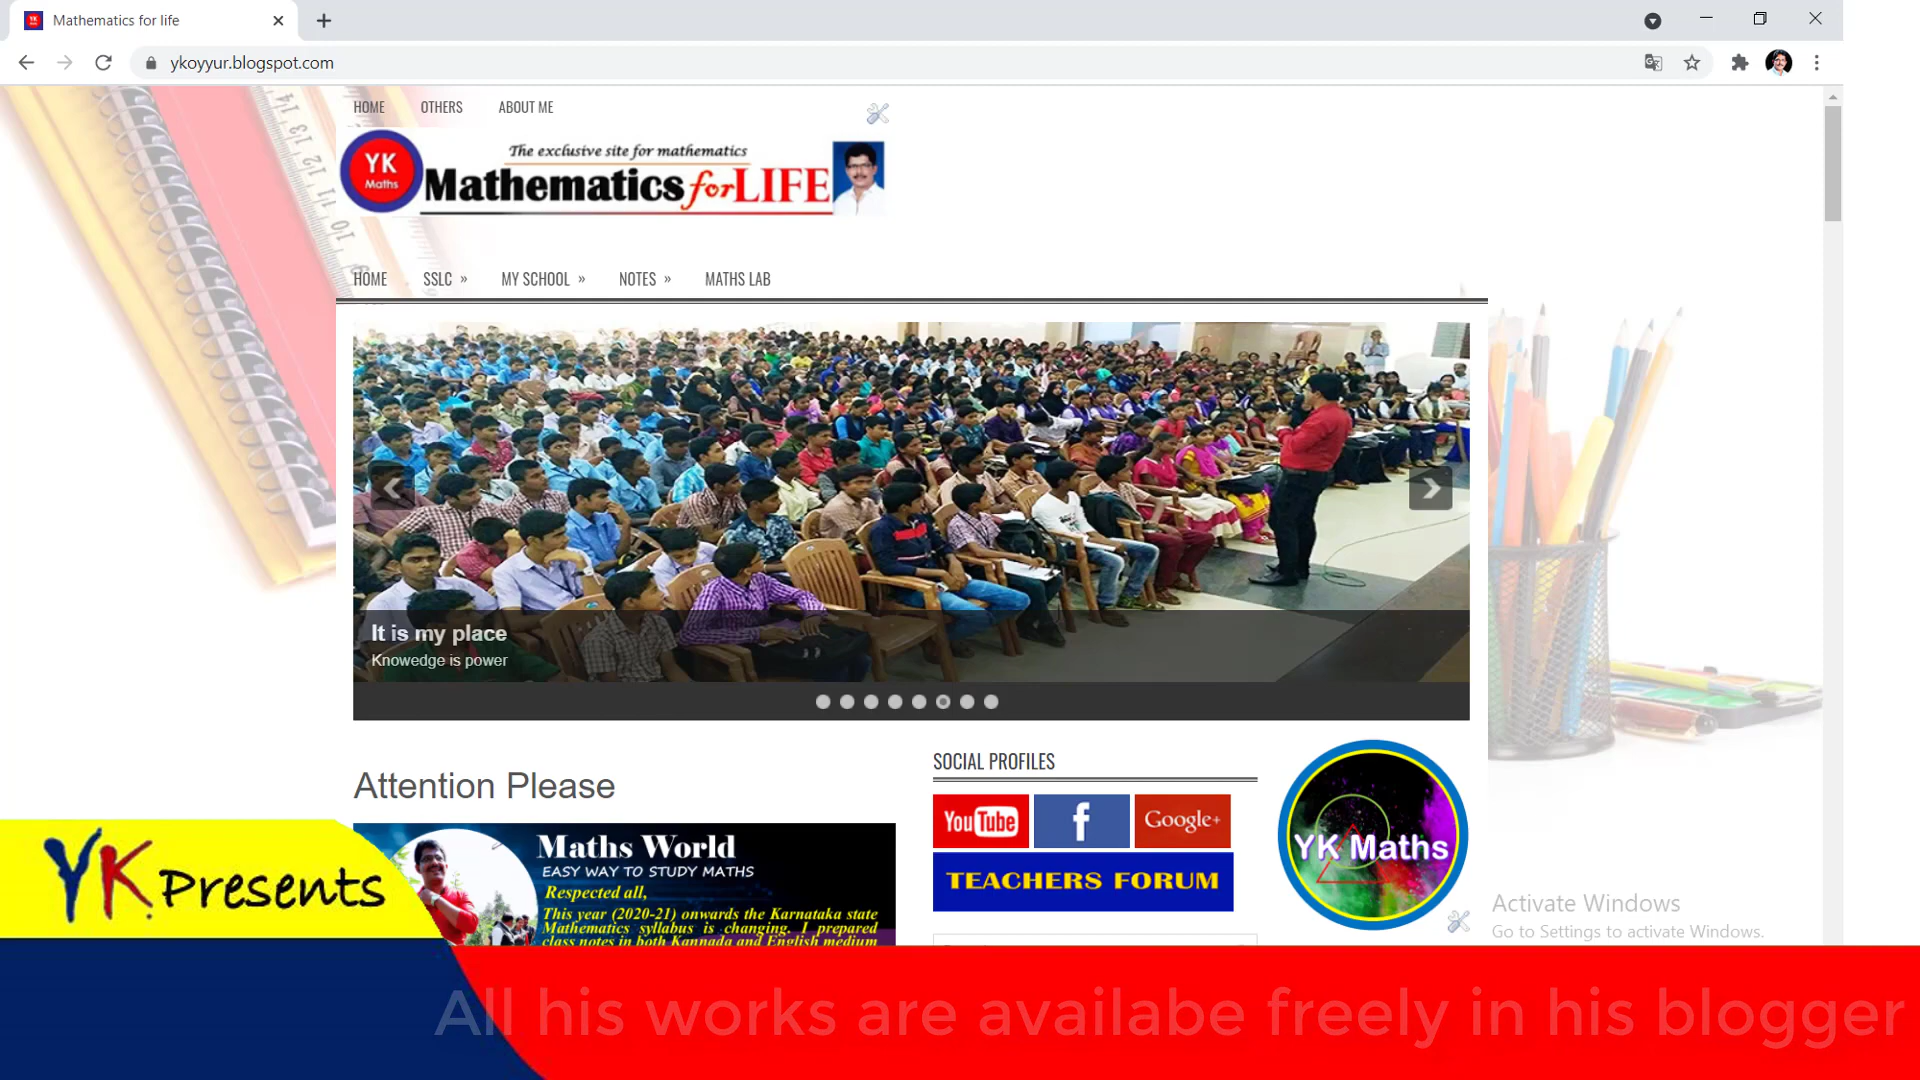 Mathematics for life
ykoyyur.blogspot.com
HOME OTHERS ABOUT ME
YK
Maths
The exclusive site for mathematics
Mathematics for LIFE
HOME SSLC » MY SCHOOL » NOTES » MATHS LAB
It is my place
Knowedge is power
Attention Please
Maths World
EASY WAY TO STUDY MATHS
Respected all,
This year (2020-21) onwards the Karnataka state
Mathematics syllabus is changing. I prepared
class notes in both Kannada and English medium
SOCIAL PROFILES
YouTube f Google+
TEACHERS FORUM
YK Maths
Activate Windows
Go to Settings to activate Windows.
YK Presents
All his works are availabe freely in his blogger